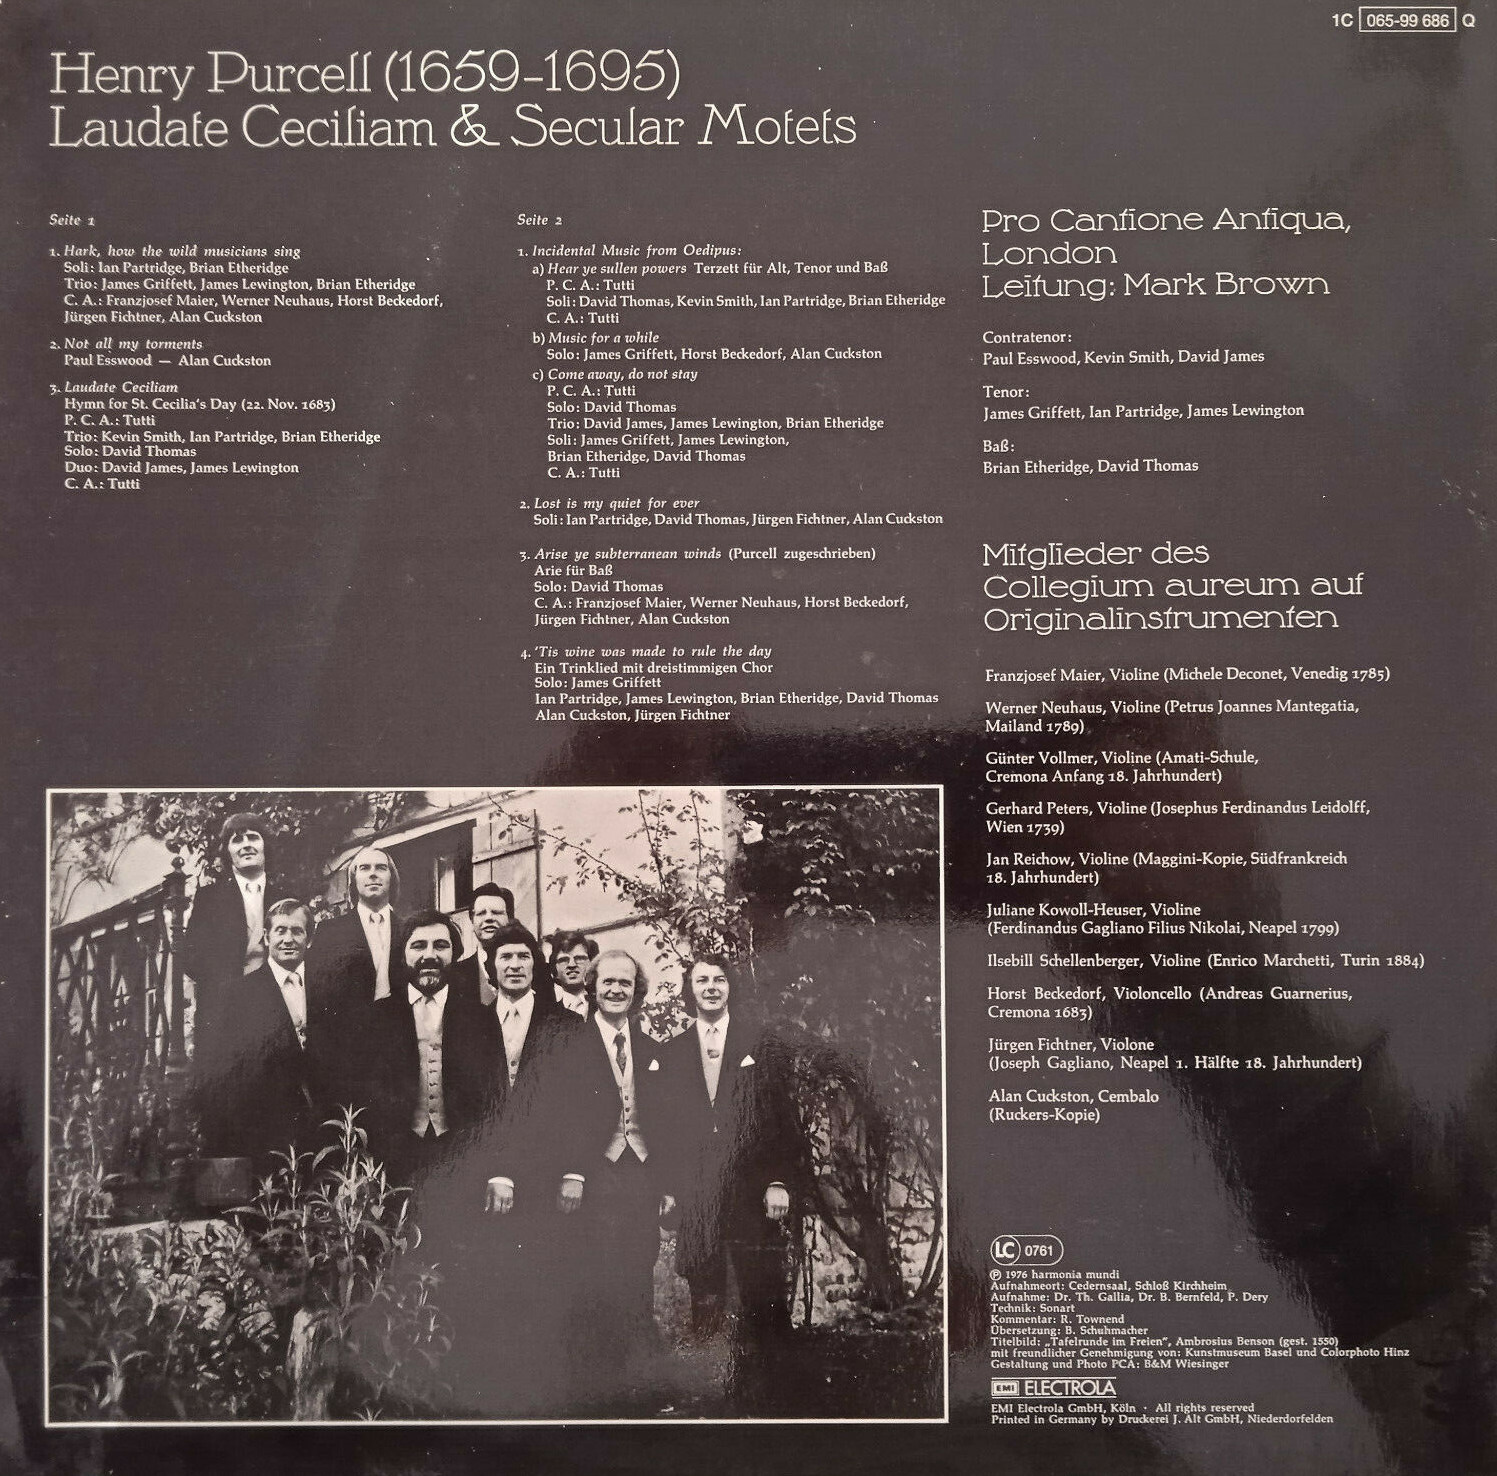 1C 065-99 686 Q
Henry Purcell (1659–1695)
Laudate Ceciliam & Secular Motets
Seite 1
1. Hark, how the wild musicians sing
Soli: Ian Partridge, Brian Etheridge
Trio: James Griffett, James Lewington, Brian Etheridge
C. A.: Franzjosef Maier, Werner Neuhaus, Horst Beckedorf,
Jürgen Fichtner, Alan Cuckston
2. Not all my torments
Paul Esswood — Alan Cuckston
3. Laudate Ceciliam
Hymn for St. Cecilia's Day (22. Nov. 1683)
P. C. A.: Tutti
Trio: Kevin Smith, Ian Partridge, Brian Etheridge
Solo: David Thomas
Duo: David James, James Lewington
C. A.: Tutti
Seite 2
1. Incidental Music from Oedipus:
a) Hear ye sullen powers Terzett für Alt, Tenor und Baß
P. C. A.: Tutti
Soli: David Thomas, Kevin Smith, Ian Partridge, Brian Etheridge
C. A.: Tutti
b) Music for a while
Solo: James Griffett, Horst Beckedorf, Alan Cuckston
c) Come away, do not stay
P. C. A.: Tutti
Solo: David Thomas
Trio: David James, James Lewington, Brian Etheridge
Soli: James Griffett, James Lewington,
Brian Etheridge, David Thomas
C. A.: Tutti
2. Lost is my quiet for ever
Soli: Ian Partridge, David Thomas, Jürgen Fichtner, Alan Cuckston
3. Arise ye subterranean winds (Purcell zugeschrieben)
Arie für Baß
Solo: David Thomas
C. A.: Franzjosef Maier, Werner Neuhaus, Horst Beckedorf,
Jürgen Fichtner, Alan Cuckston
4. 'Tis wine was made to rule the day
Ein Trinklied mit dreistimmigen Chor
Solo: James Griffett
Ian Partridge, James Lewington, Brian Etheridge, David Thomas
Alan Cuckston, Jürgen Fichtner
Pro Cantione Antiqua,
London
Leitung: Mark Brown
Contratenor:
Paul Esswood, Kevin Smith, David James
Tenor:
James Griffett, Ian Partridge, James Lewington
Baß:
Brian Etheridge, David Thomas
Mitglieder des
Collegium aureum auf
Originalinstrumenten
Franzjosef Maier, Violine (Michele Deconet, Venedig 1785)
Werner Neuhaus, Violine (Petrus Joannes Mantegatia,
Mailand 1789)
Günter Vollmer, Violine (Amati-Schule,
Cremona Anfang 18. Jahrhundert)
Gerhard Peters, Violine (Josephus Ferdinandus Leidolff,
Wien 1739)
Jan Reichow, Violine (Maggini-Kopie, Südfrankreich
18. Jahrhundert)
Juliane Kowoll-Heuser, Violine
(Ferdinandus Gagliano Filius Nikolai, Neapel 1799)
Ilsebill Schellenberger, Violine (Enrico Marchetti, Turin 1884)
Horst Beckedorf, Violoncello (Andreas Guarnerius,
Cremona 1683)
Jürgen Fichtner, Violone
(Joseph Gagliano, Neapel 1. Hälfte 18. Jahrhundert)
Alan Cuckston, Cembalo
(Ruckers-Kopie)
LC 0761
℗ 1976 harmonia mundi
Aufnahmeort: Cedernsaal, Schloß Kirchheim
Aufnahme: Dr. Th. Gallia, Dr. B. Bernfeld, P. Dery
Technik: Sonart
Kommentar: R. Townend
Übersetzung: B. Schuhmacher
Titelbild: „Tafelrunde im Freien“, Ambrosius Benson (gest. 1550)
mit freundlicher Genehmigung von: Kunstmuseum Basel und Colorphoto Hinz
Gestaltung und Photo PCA: B&M Wiesinger
EMI ELECTROLA
EMI Electrola GmbH, Köln · All rights reserved
Printed in Germany by Druckerei J. Alt GmbH, Niederdorfelden